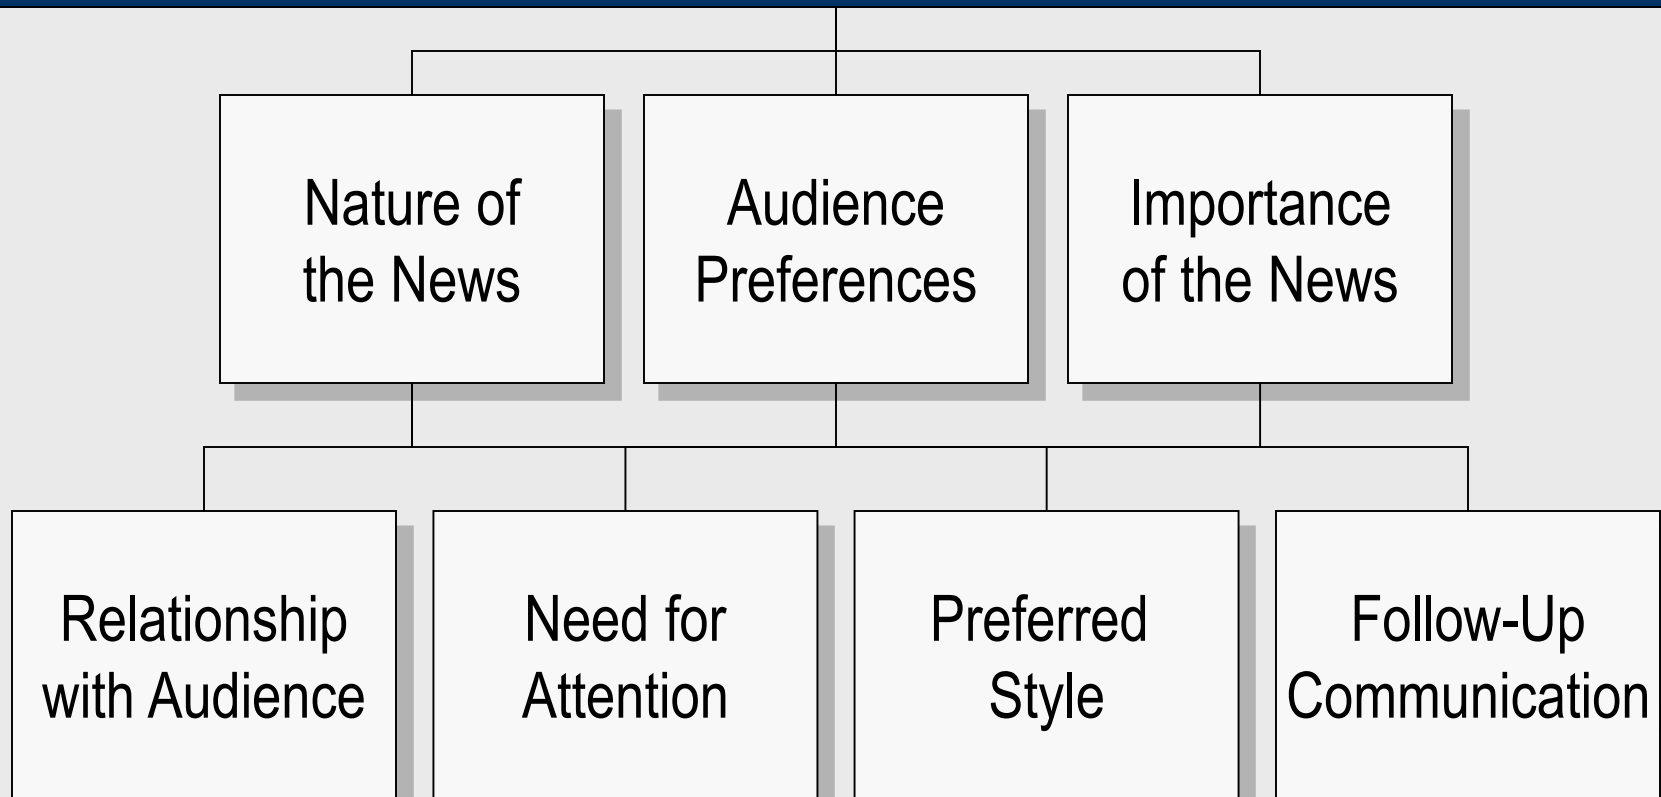 Nature of
the News
Audience
Preferences
Importance
of the News
Relationship
with Audience
Need for
Attention
Preferred
Style
Follow-Up
Communication